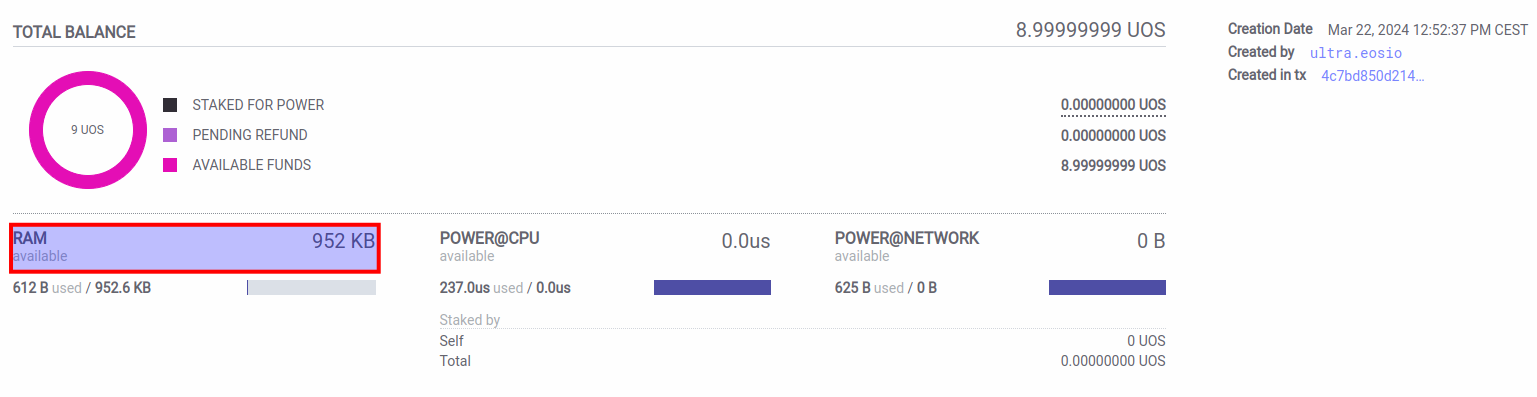 TOTAL BALANCE 8.99999999 UOS
Creation Date Mar 22, 2024 12:52:37 PM CEST
Created by ultra.eosio
Created in tx 4c7bd850d214…
9 UOS
STAKED FOR POWER 0.00000000 UOS
PENDING REFUND 0.00000000 UOS
AVAILABLE FUNDS 8.99999999 UOS
RAM 952 KB
available
612 B used / 952.6 KB
POWER@CPU 0.0us
available
237.0us used / 0.0us
POWER@NETWORK 0 B
available
625 B used / 0 B
Staked by
Self 0 UOS
Total 0.00000000 UOS